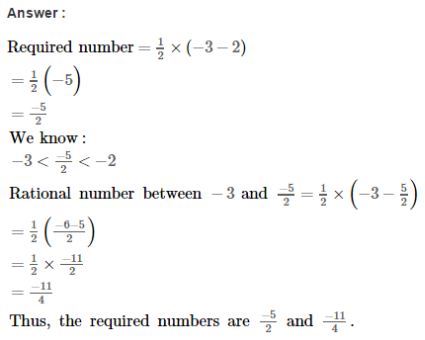 Answer :
Required number = 1/2 × (−3 − 2)
= 1/2 (−5)
= −5/2
We know :
−3 < −5/2 < −2
Rational number between −3 and −5/2 = 1/2 × (−3 − 5/2)
= 1/2 (−6−5/2)
= 1/2 × −11/2
= −11/4
Thus, the required numbers are −5/2 and −11/4 .